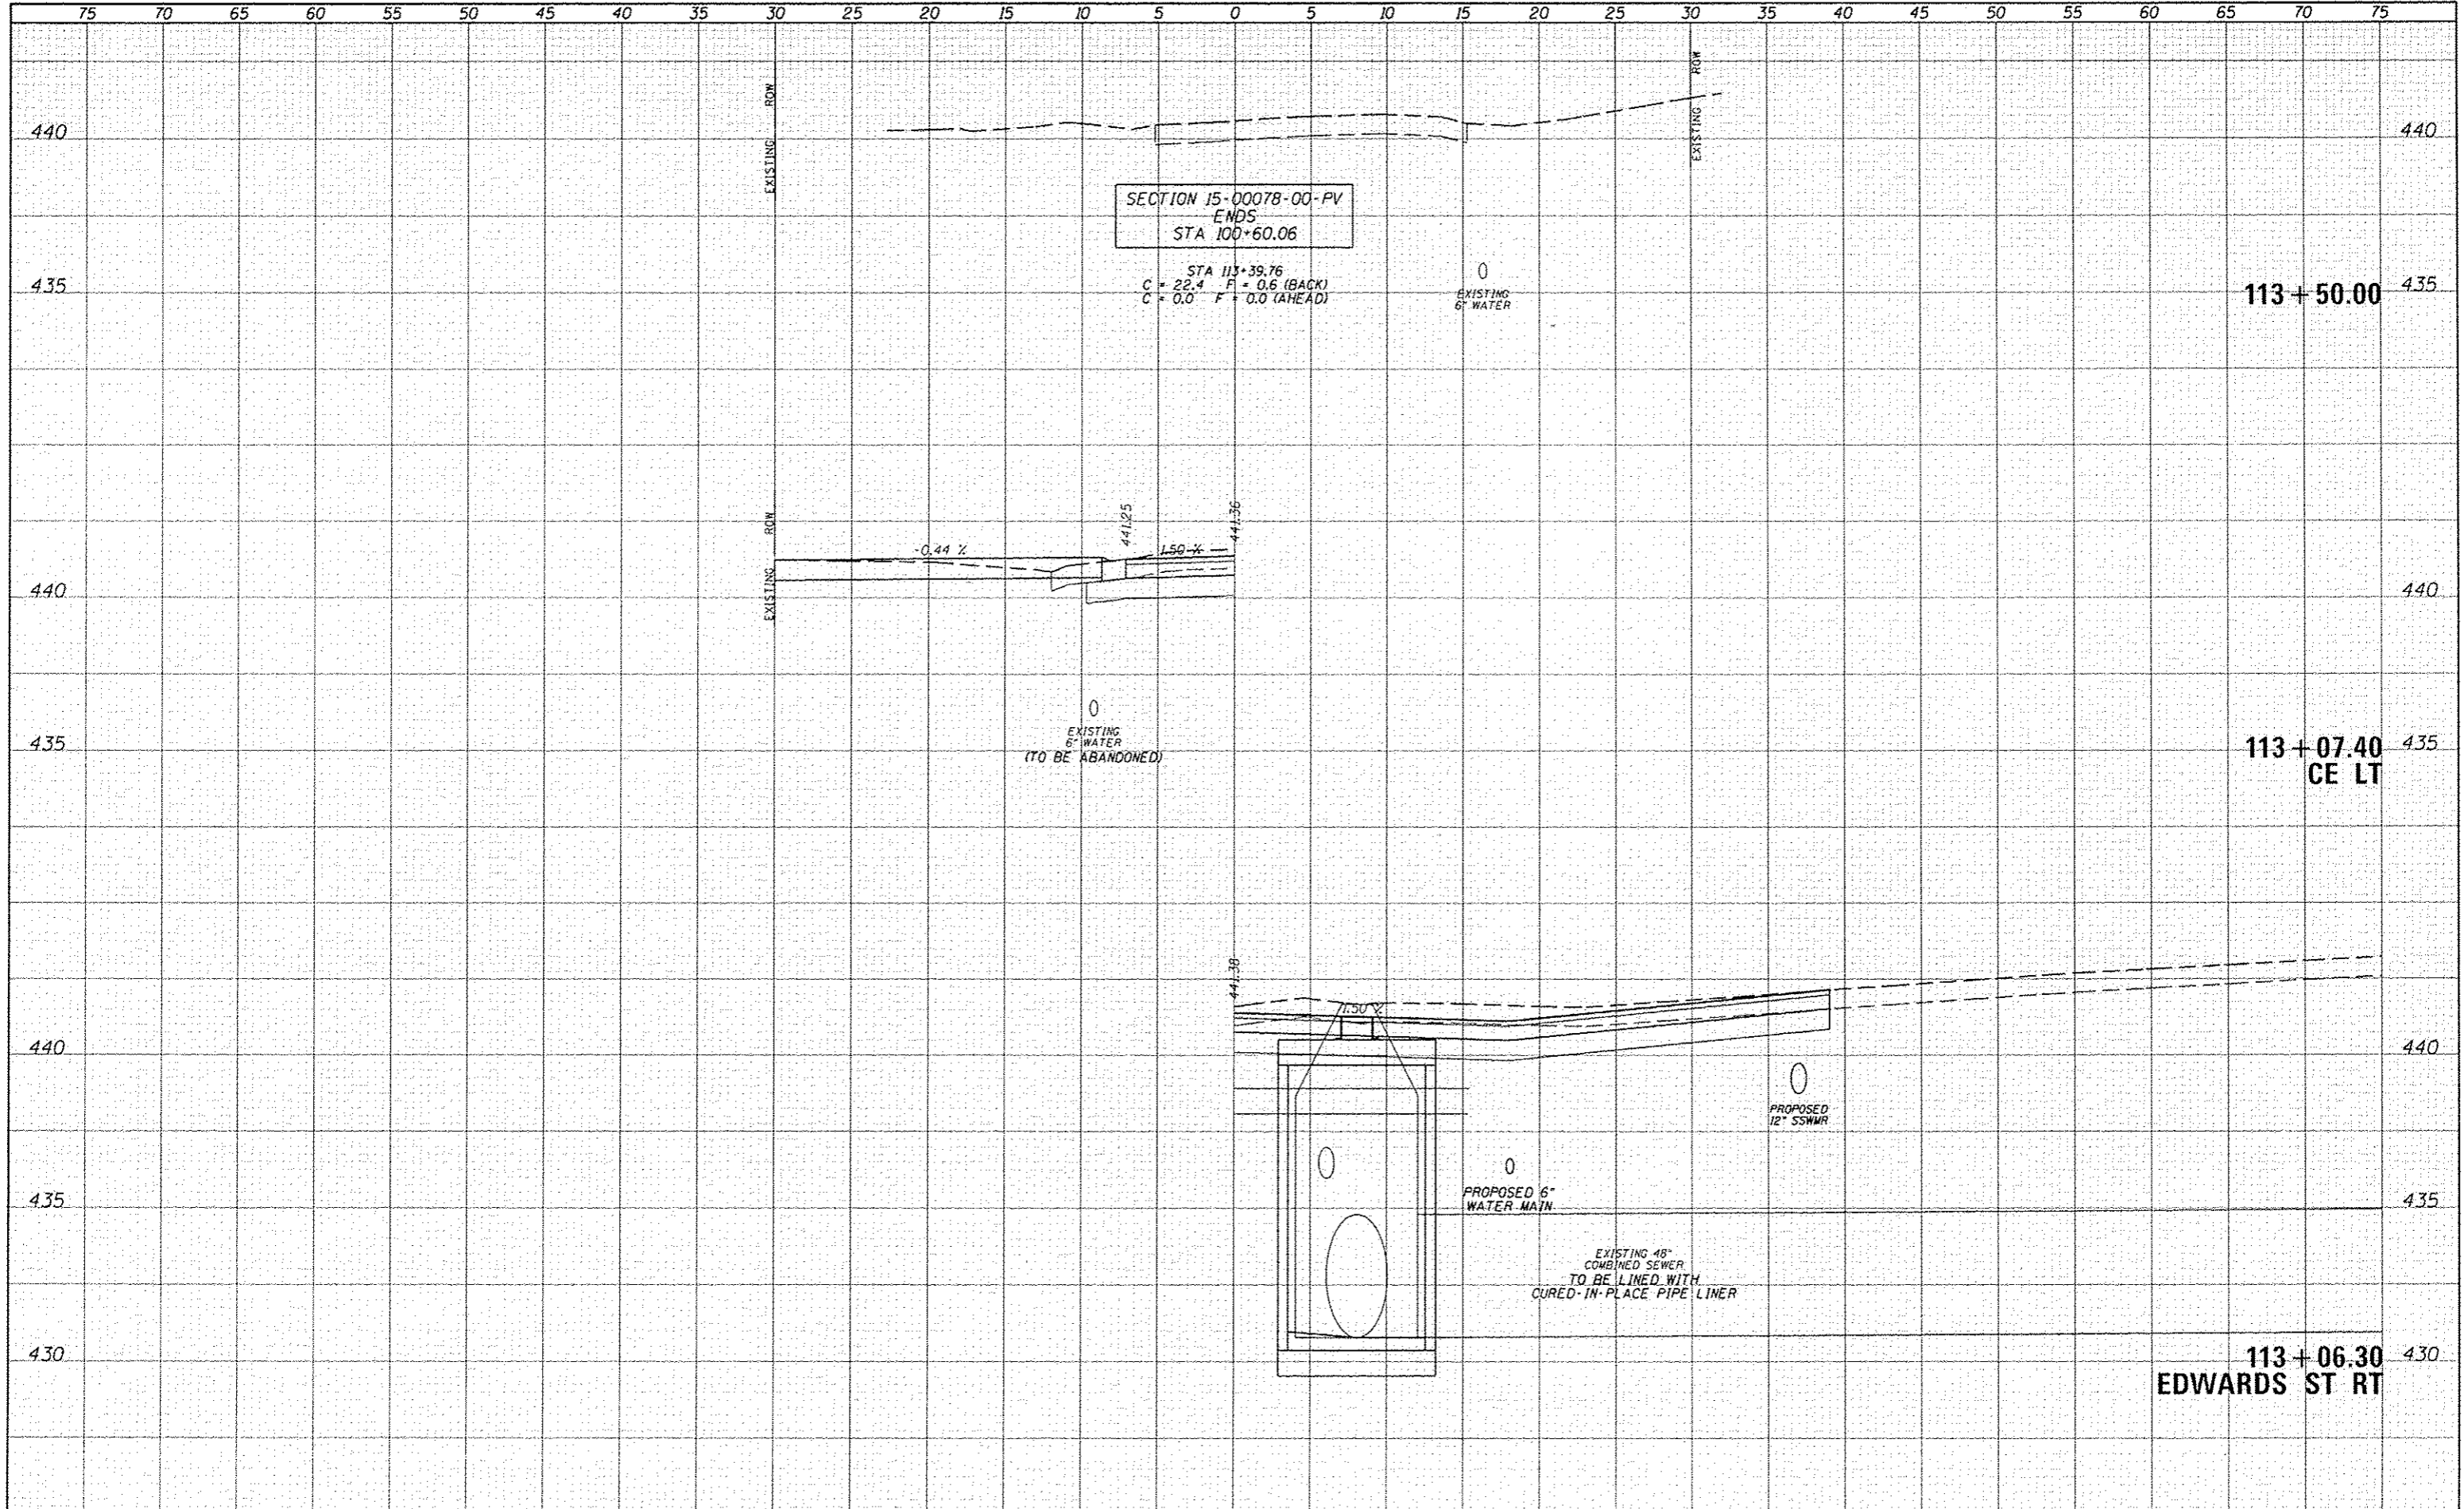 75 70 65 60 55 50 45 40 35 30 25 20 15 10 5 0 5 10 15 20 25 30 35 40 45 50 55 60 65 70 75
EXISTING ROW
EXISTING ROW
440
440
SECTION 15-00078-00-PV
ENDS
STA 100+60.06
STA 113+39.76
C = 22.4 F = 0.6 (BACK)
C = 0.0 F = 0.0 (AHEAD)
EXISTING
6" WATER
435
113 + 50.00
435
EXISTING ROW
-0.44 %
441.25
1.50 %
441.36
440
440
EXISTING
6" WATER
(TO BE ABANDONED)
435
113 + 07.40
435
CE LT
441.38
1.50 %
440
440
PROPOSED
12" SSWMR
435
PROPOSED 6"
WATER MAIN
435
EXISTING 48"
COMBINED SEWER
TO BE LINED WITH
CURED-IN-PLACE PIPE LINER
430
113 + 06.30
430
EDWARDS ST RT